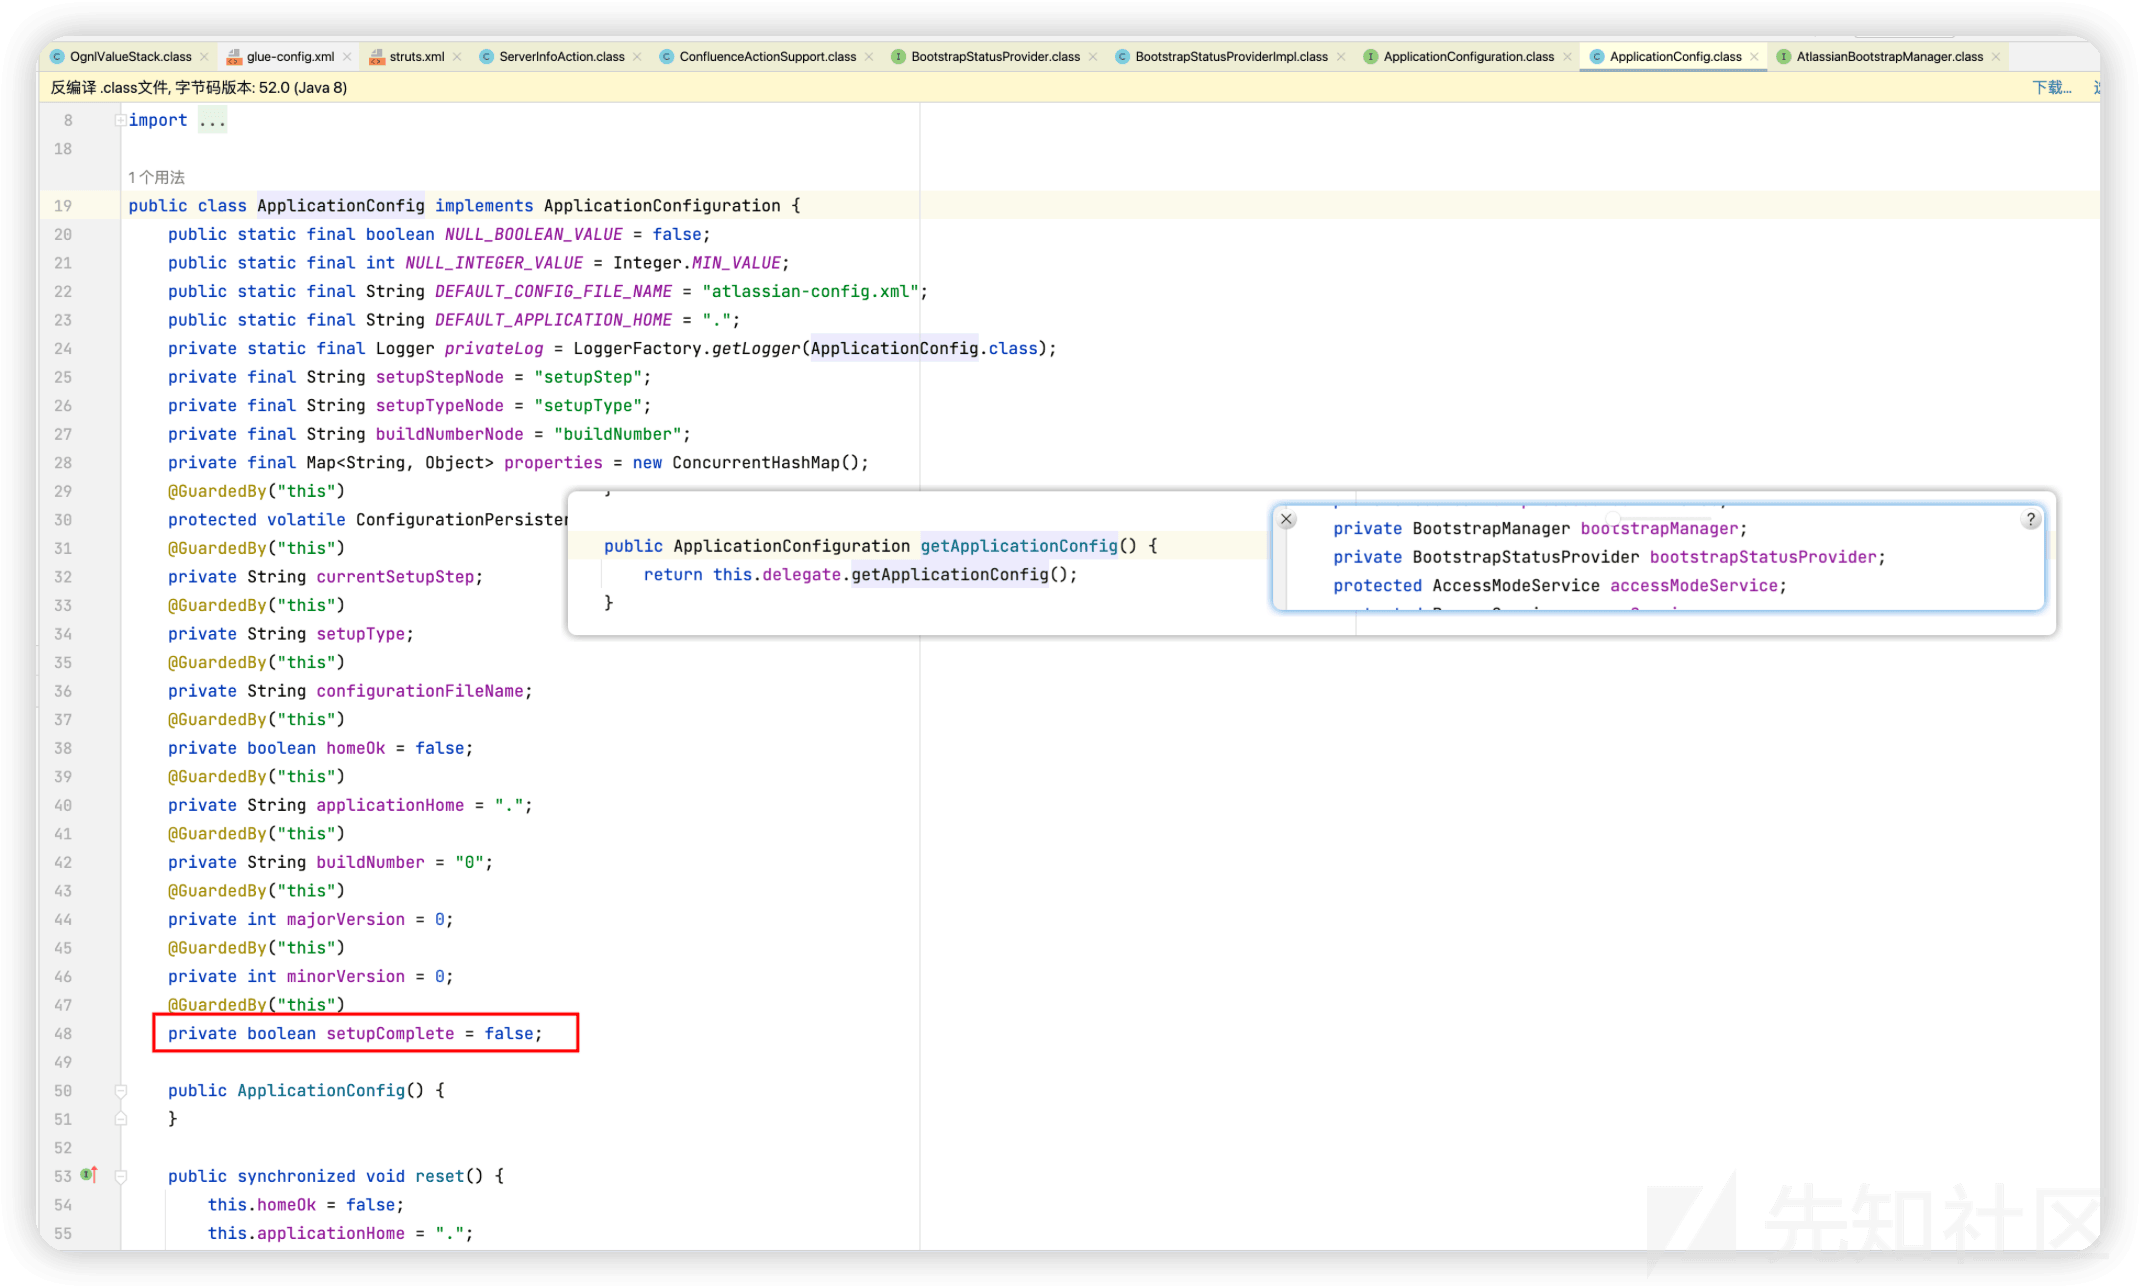 OgnlValueStack.class glue-config.xml struts.xml ServerInfoAction.class ConfluenceActionSupport.class BootstrapStatusProvider.class BootstrapStatusProviderImpl.class ApplicationConfiguration.class ApplicationConfig.class AtlassianBootstrapManager.class
反编译 .class文件, 字节码版本: 52.0 (Java 8) 下载...
8 import ...
18
1个用法
19 public class ApplicationConfig implements ApplicationConfiguration {
20 public static final boolean NULL_BOOLEAN_VALUE = false;
21 public static final int NULL_INTEGER_VALUE = Integer.MIN_VALUE;
22 public static final String DEFAULT_CONFIG_FILE_NAME = "atlassian-config.xml";
23 public static final String DEFAULT_APPLICATION_HOME = ".";
24 private static final Logger privateLog = LoggerFactory.getLogger(ApplicationConfig.class);
25 private final String setupStepNode = "setupStep";
26 private final String setupTypeNode = "setupType";
27 private final String buildNumberNode = "buildNumber";
28 private final Map<String, Object> properties = new ConcurrentHashMap();
29 @GuardedBy("this")
30 protected volatile ConfigurationPersister
31 @GuardedBy("this")
32 private String currentSetupStep;
33 @GuardedBy("this")
34 private String setupType;
35 @GuardedBy("this")
36 private String configurationFileName;
37 @GuardedBy("this")
38 private boolean homeOk = false;
39 @GuardedBy("this")
40 private String applicationHome = ".";
41 @GuardedBy("this")
42 private String buildNumber = "0";
43 @GuardedBy("this")
44 private int majorVersion = 0;
45 @GuardedBy("this")
46 private int minorVersion = 0;
47 @GuardedBy("this")
48 private boolean setupComplete = false;
49
50 public ApplicationConfig() {
51 }
52
53 public synchronized void reset() {
54 this.homeOk = false;
55 this.applicationHome = ".";
}
public ApplicationConfiguration getApplicationConfig() {
return this.delegate.getApplicationConfig();
}
private BootstrapManager bootstrapManager;
private BootstrapStatusProvider bootstrapStatusProvider;
protected AccessModeService accessModeService;
?
先知社区